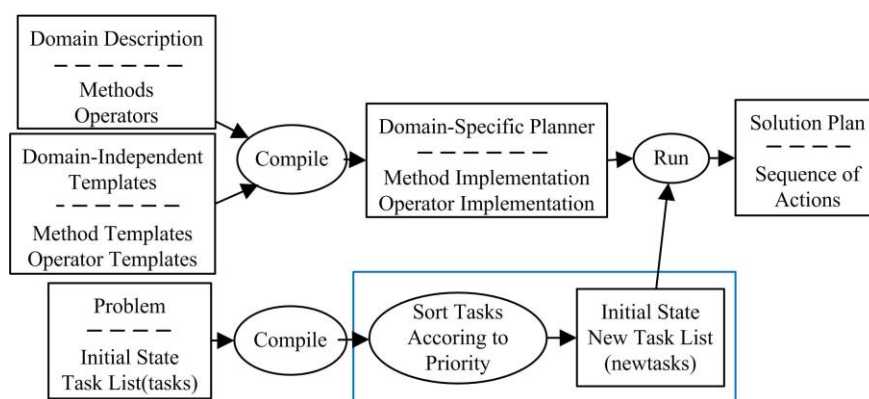 Domain Description
Methods
Operators
Domain-Independent
Templates
Method Templates
Operator Templates
Compile
Domain-Specific Planner
Method Implementation
Operator Implementation
Run
Solution Plan
Sequence of
Actions
Problem
Initial State
Task List(tasks)
Compile
Sort Tasks
Accoring to
Priority
Initial State
New Task List
(newtasks)